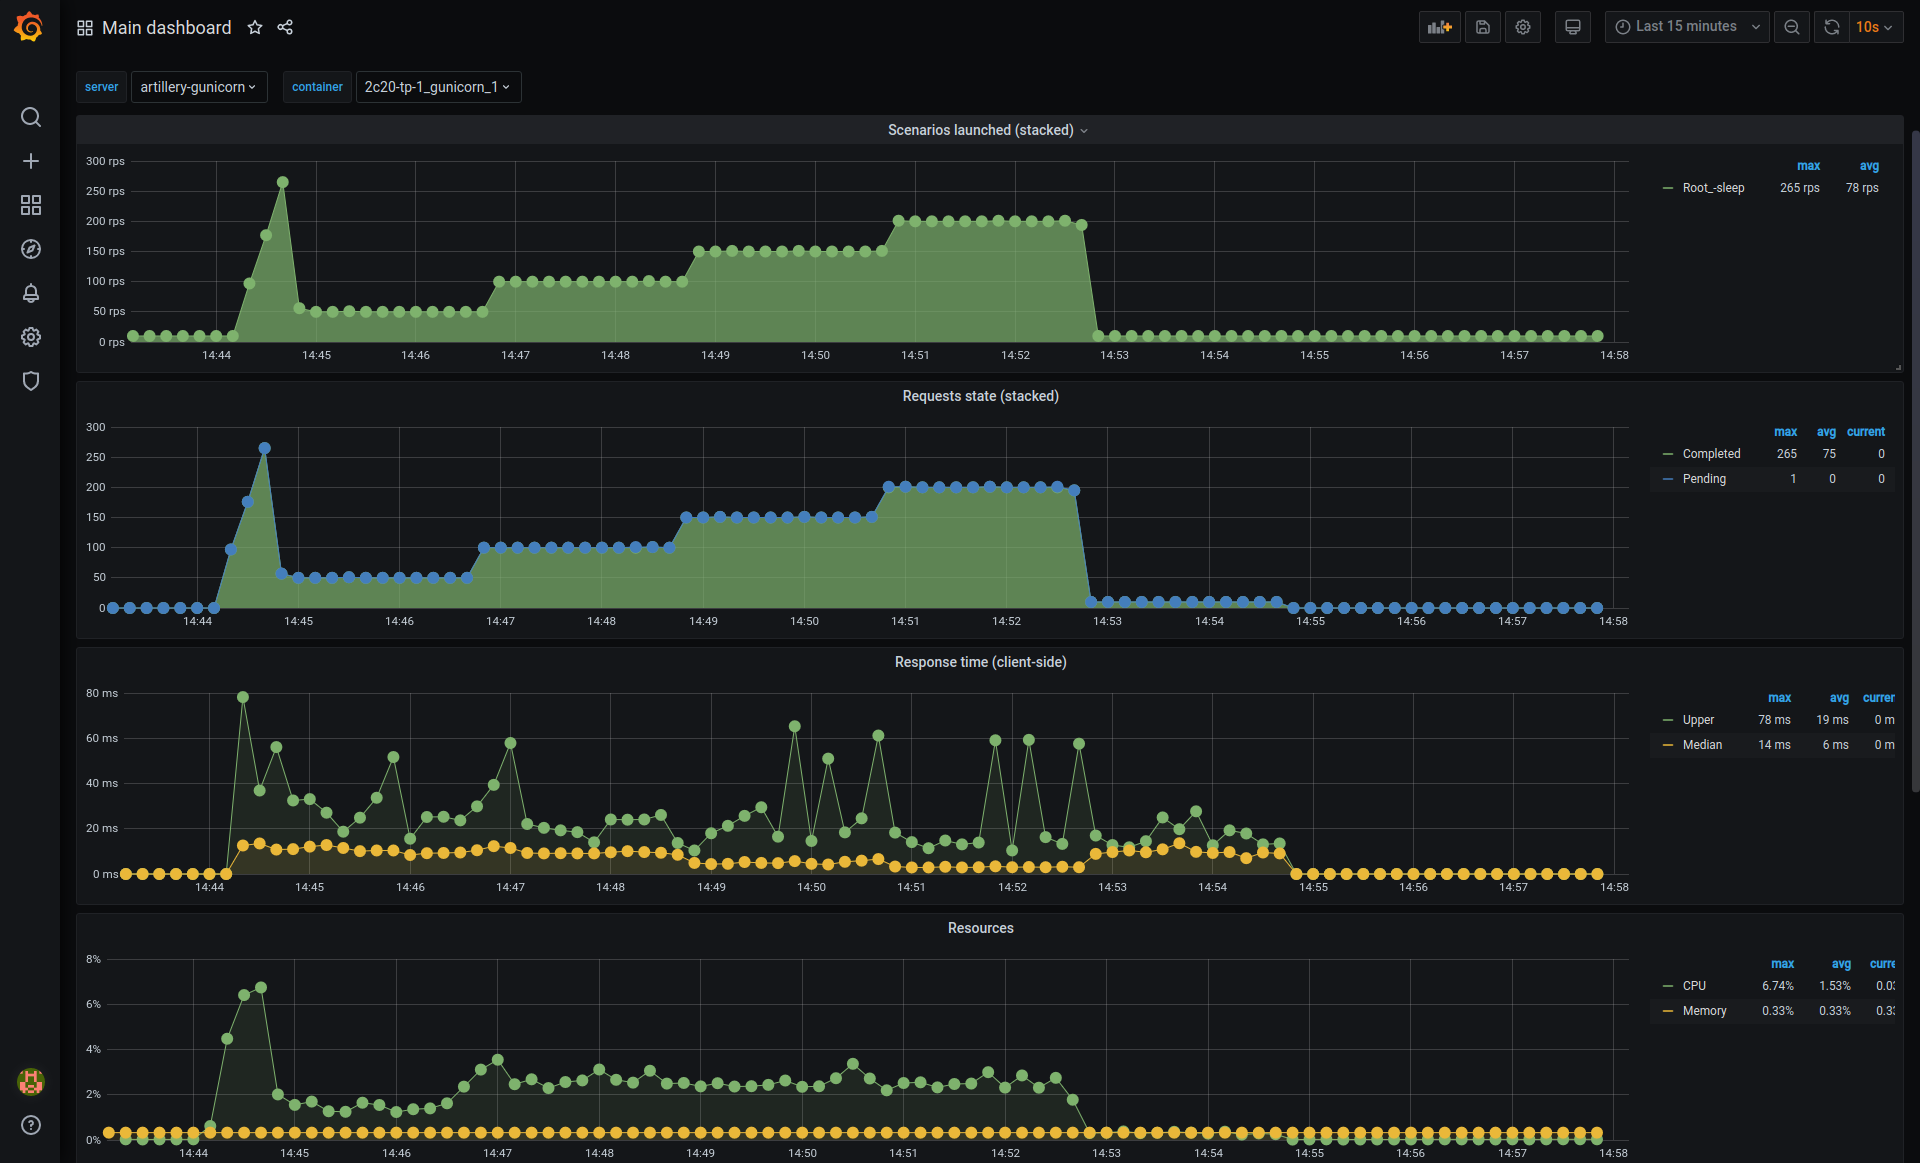 Main dashboard
Last 15 minutes
10s
server artillery-gunicorn container 2c20-tp-1_gunicorn_1
Scenarios launched (stacked)
300 rps
250 rps
200 rps
150 rps
100 rps
50 rps
0 rps
14:44 14:45 14:46 14:47 14:48 14:49 14:50 14:51 14:52 14:53 14:54 14:55 14:56 14:57 14:58
max avg
Root_-sleep 265 rps 78 rps
Requests state (stacked)
300
250
200
150
100
50
0
14:44 14:45 14:46 14:47 14:48 14:49 14:50 14:51 14:52 14:53 14:54 14:55 14:56 14:57 14:58
max avg current
Completed 265 75 0
Pending 1 0 0
Response time (client-side)
80 ms
60 ms
40 ms
20 ms
0 ms
14:44 14:45 14:46 14:47 14:48 14:49 14:50 14:51 14:52 14:53 14:54 14:55 14:56 14:57 14:58
max avg curren
Upper 78 ms 19 ms 0 m
Median 14 ms 6 ms 0 m
Resources
8%
6%
4%
2%
0%
14:44 14:45 14:46 14:47 14:48 14:49 14:50 14:51 14:52 14:53 14:54 14:55 14:56 14:57 14:58
max avg curre
CPU 6.74% 1.53% 0.03
Memory 0.33% 0.33% 0.33